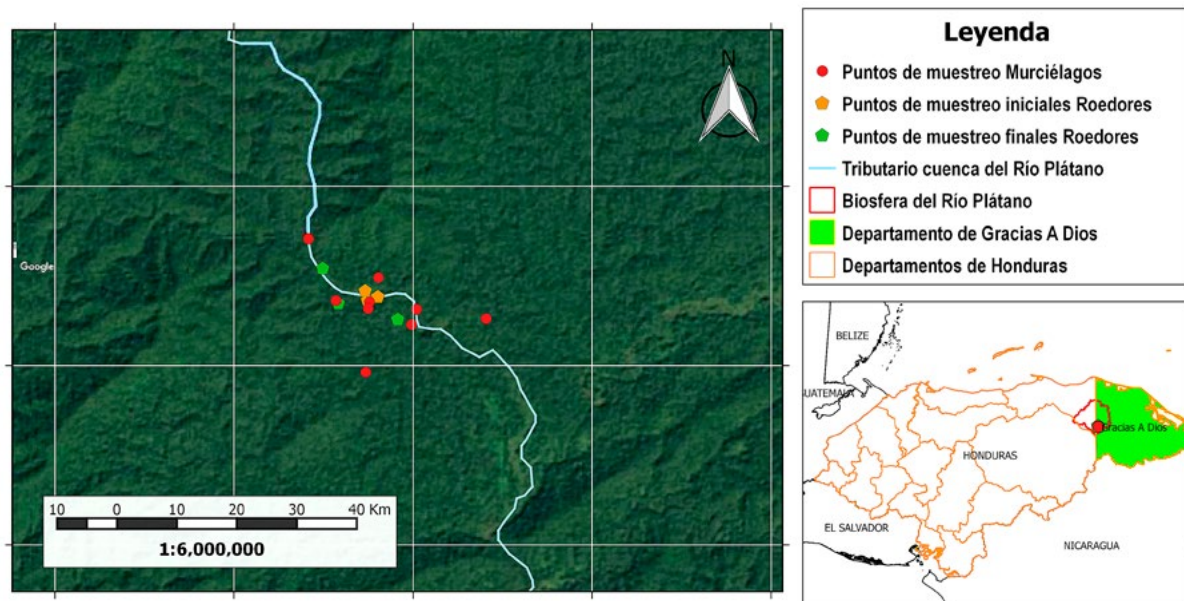 N
Google
10 0 10 20 30 40 Km
1:6,000,000
Leyenda
Puntos de muestreo Murciélagos
Puntos de muestreo iniciales Roedores
Puntos de muestreo finales Roedores
Tributario cuenca del Río Plátano
Biosfera del Río Plátano
Departamento de Gracias A Dios
Departamentos de Honduras
BELIZE
GUATEMALA
Gracias A Dios
HONDURAS
EL SALVADOR
NICARAGUA